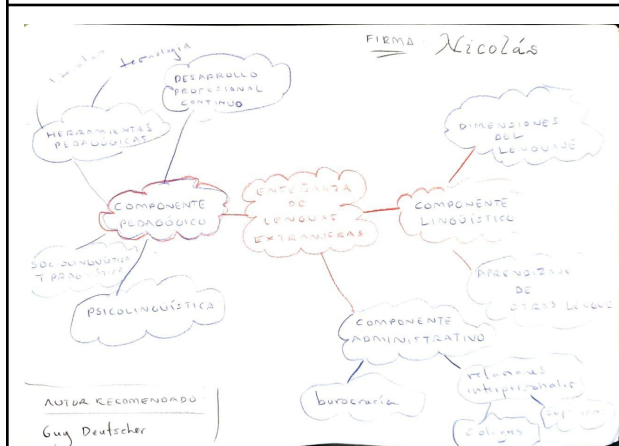 FIRMA: Nicolás
tecnología
DESARROLLO
PROFESIONAL
CONTINUO
HERRAMIENTAS
PEDAGÓGICAS
DIMENSIONES
DEL
LENGUAJE
ENSEÑANZA
DE
LENGUAS
EXTRANJERAS
COMPONENTE
PEDAGÓGICO
COMPONENTE
LINGÜÍSTICO
SOCIOLINGÜÍSTICA
Y PRAGMÁTICA
PSICOLINGUÍSTICA
APRENDIZAJE
DE
OTRAS LENGUAS
COMPONENTE
ADMINISTRATIVO
burocracia
relaciones
interpersonales
colegas
AUTOR RECOMENDADO
Guy Deutscher